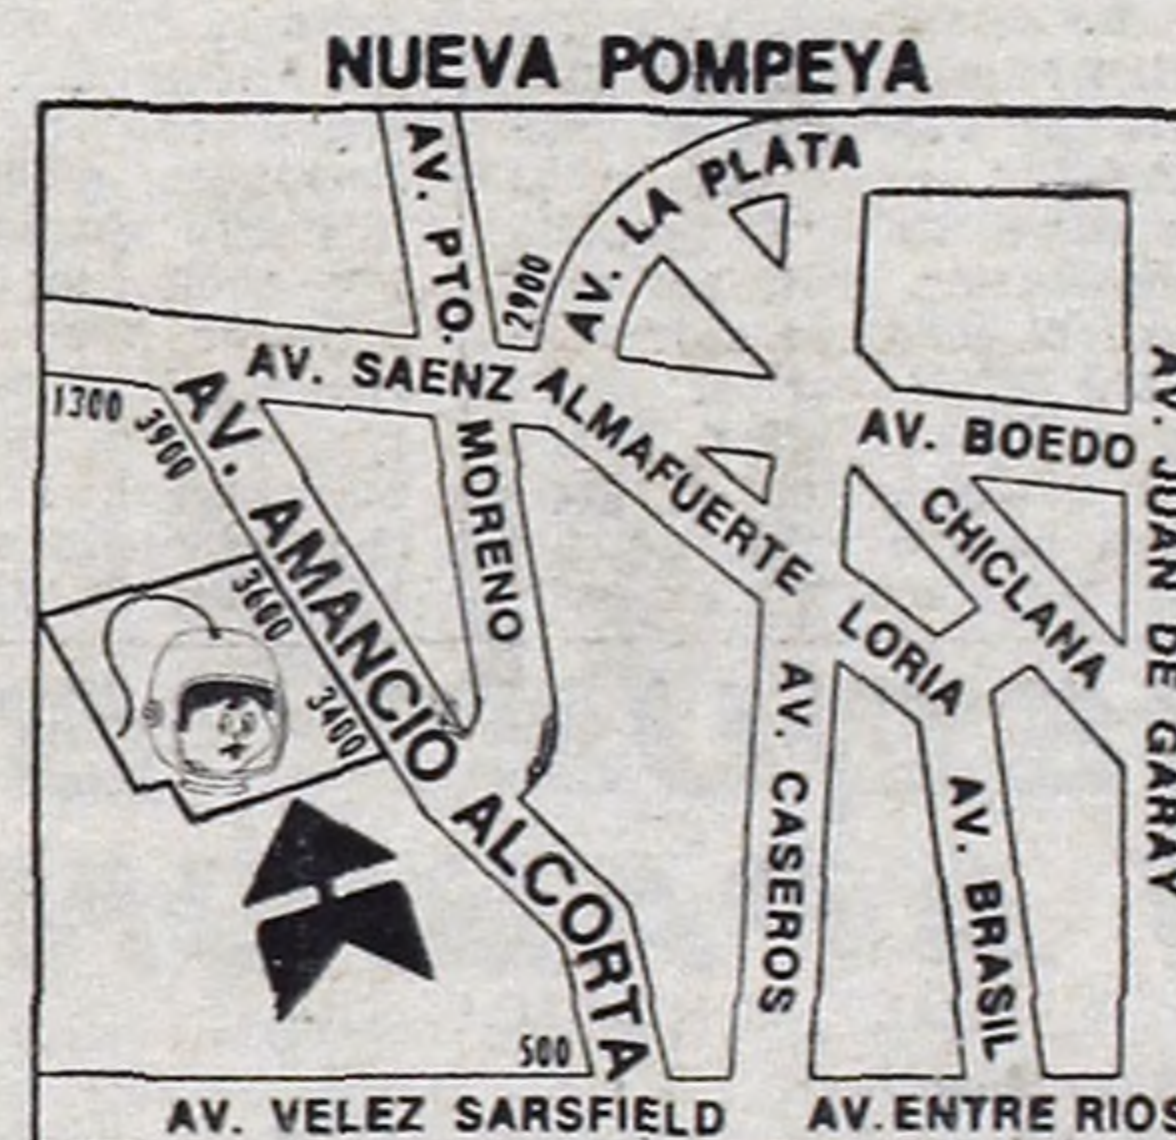 NUEVA POMPEYA
AV. PTO.
AV. LA PLATA
2900
AV. SAENZ
ALMAFUERTE
1300
3900
AV. AMANCIO ALCORTA
MORENO
AV. BOEDO
CHICLANA
AV. JUAN DE GARAY
3600
3400
LORIA
AV. CASEROS
AV. BRASIL
500
AV. VELEZ SARSFIELD
AV. ENTRE RIOS